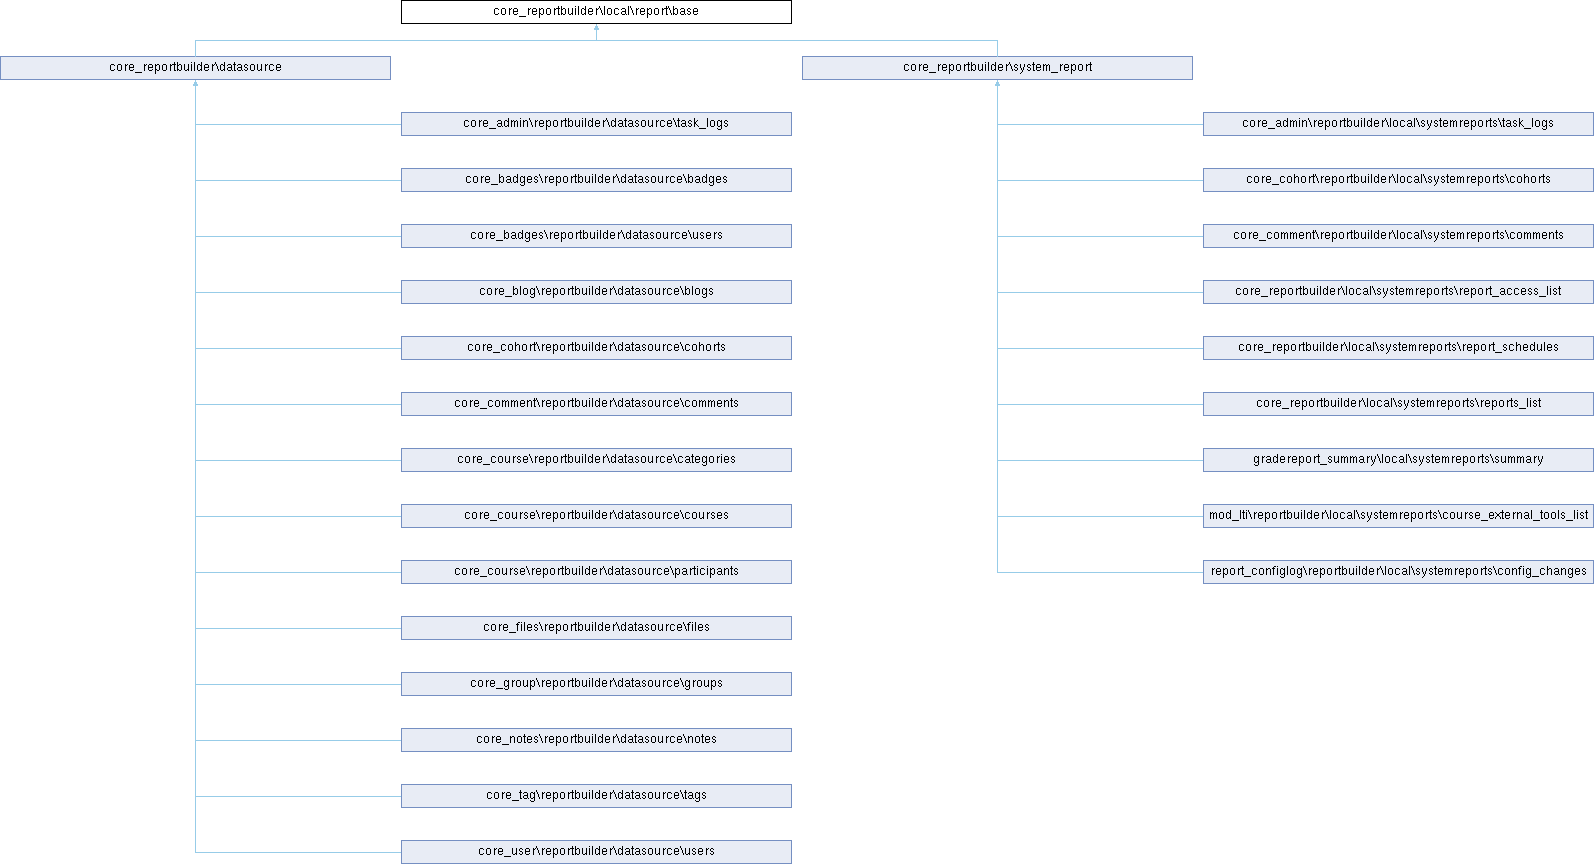 core_reportbuilder\local\report\base
core_reportbuilder\datasource
core_reportbuilder\system_report
core_admin\reportbuilder\datasource\task_logs
core_admin\reportbuilder\local\systemreports\task_logs
core_badges\reportbuilder\datasource\badges
core_cohort\reportbuilder\local\systemreports\cohorts
core_badges\reportbuilder\datasource\users
core_comment\reportbuilder\local\systemreports\comments
core_blog\reportbuilder\datasource\blogs
core_reportbuilder\local\systemreports\report_access_list
core_cohort\reportbuilder\datasource\cohorts
core_reportbuilder\local\systemreports\report_schedules
core_comment\reportbuilder\datasource\comments
core_reportbuilder\local\systemreports\reports_list
core_course\reportbuilder\datasource\categories
gradereport_summary\local\systemreports\summary
core_course\reportbuilder\datasource\courses
mod_lti\reportbuilder\local\systemreports\course_external_tools_list
core_course\reportbuilder\datasource\participants
report_configlog\reportbuilder\local\systemreports\config_changes
core_files\reportbuilder\datasource\files
core_group\reportbuilder\datasource\groups
core_notes\reportbuilder\datasource\notes
core_tag\reportbuilder\datasource\tags
core_user\reportbuilder\datasource\users